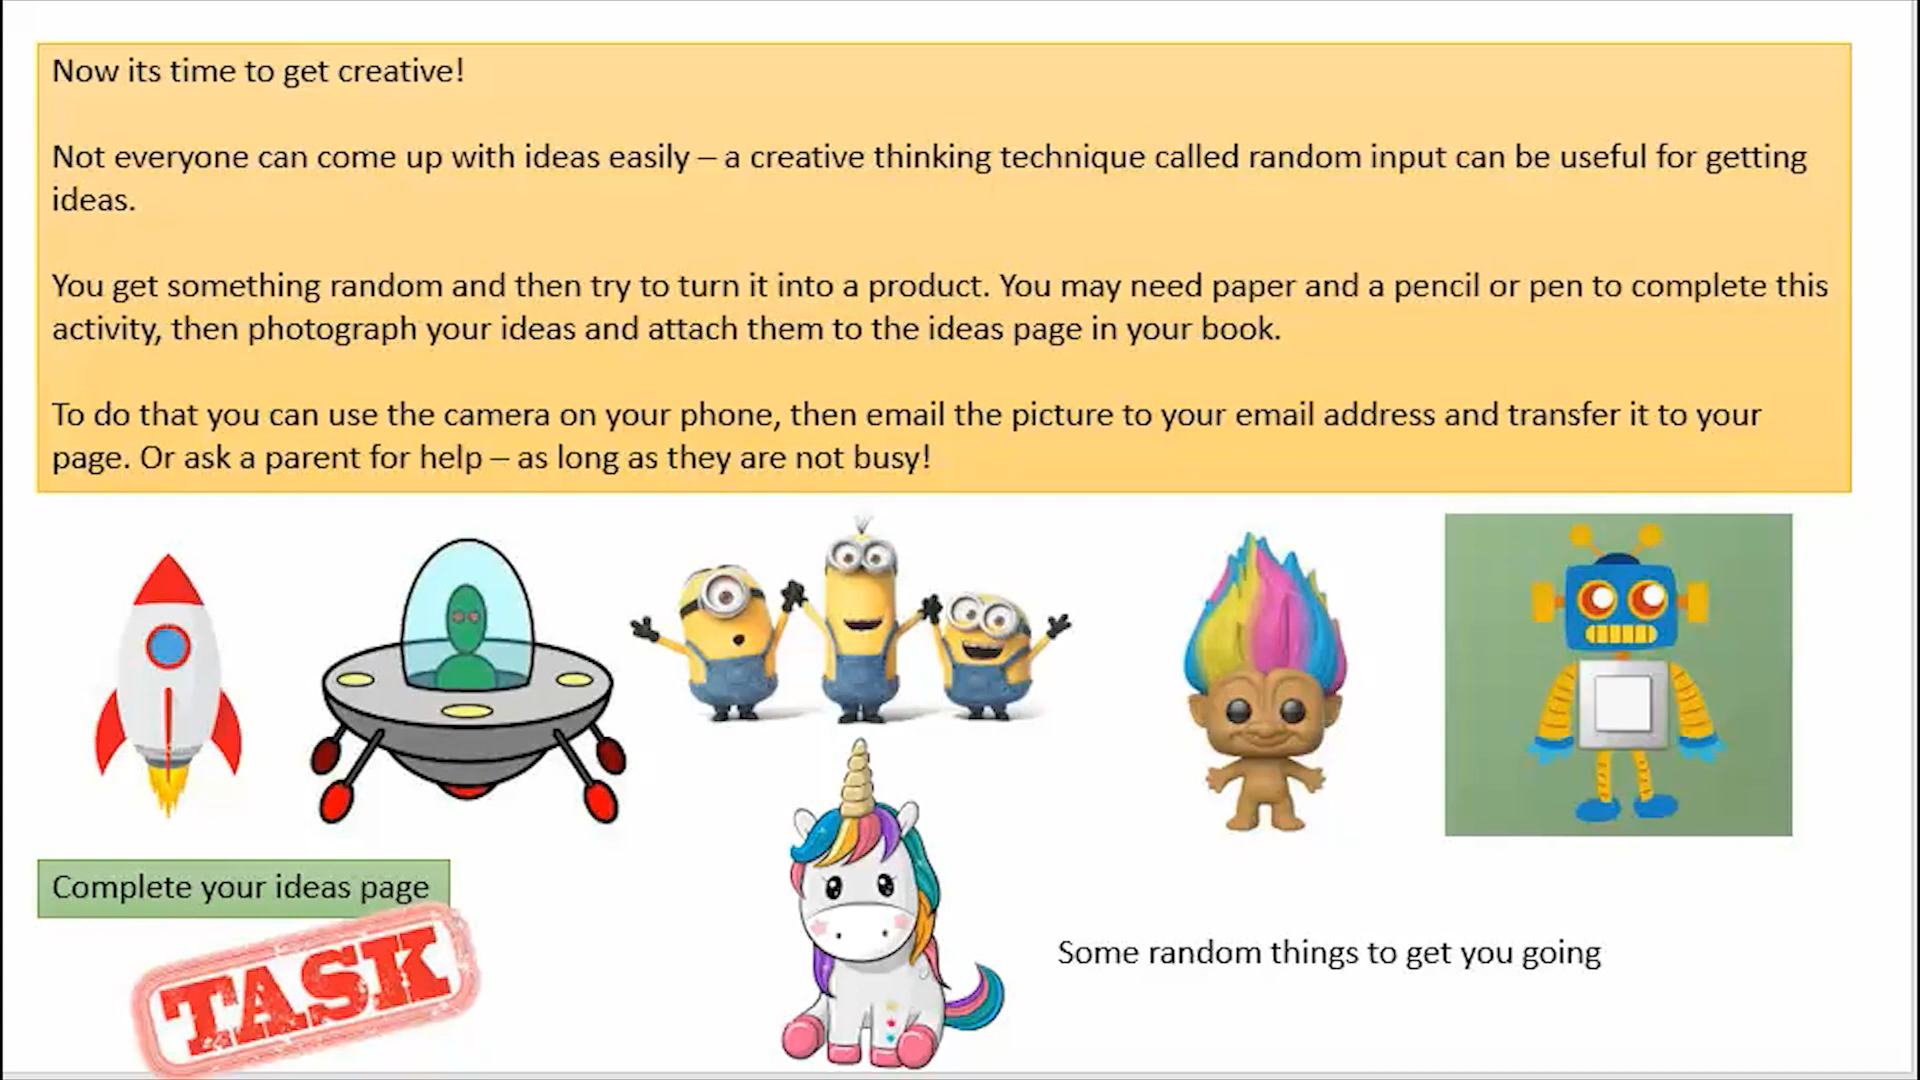 Now its time to get creative!
Not everyone can come up with ideas easily – a creative thinking technique called random input can be useful for getting
ideas.
You get something random and then try to turn it into a product. You may need paper and a pencil or pen to complete this
activity, then photograph your ideas and attach them to the ideas page in your book.
To do that you can use the camera on your phone, then email the picture to your email address and transfer it to your
page. Or ask a parent for help – as long as they are not busy!
Complete your ideas page
TASK
Some random things to get you going